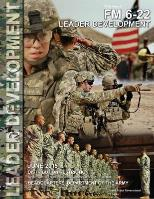 LEADER DEVELOPMENT
FM 6-22
LEADER DEVELOPMENT
JUNE 2015
HEADQUARTERS, DEPARTMENT OF THE ARMY